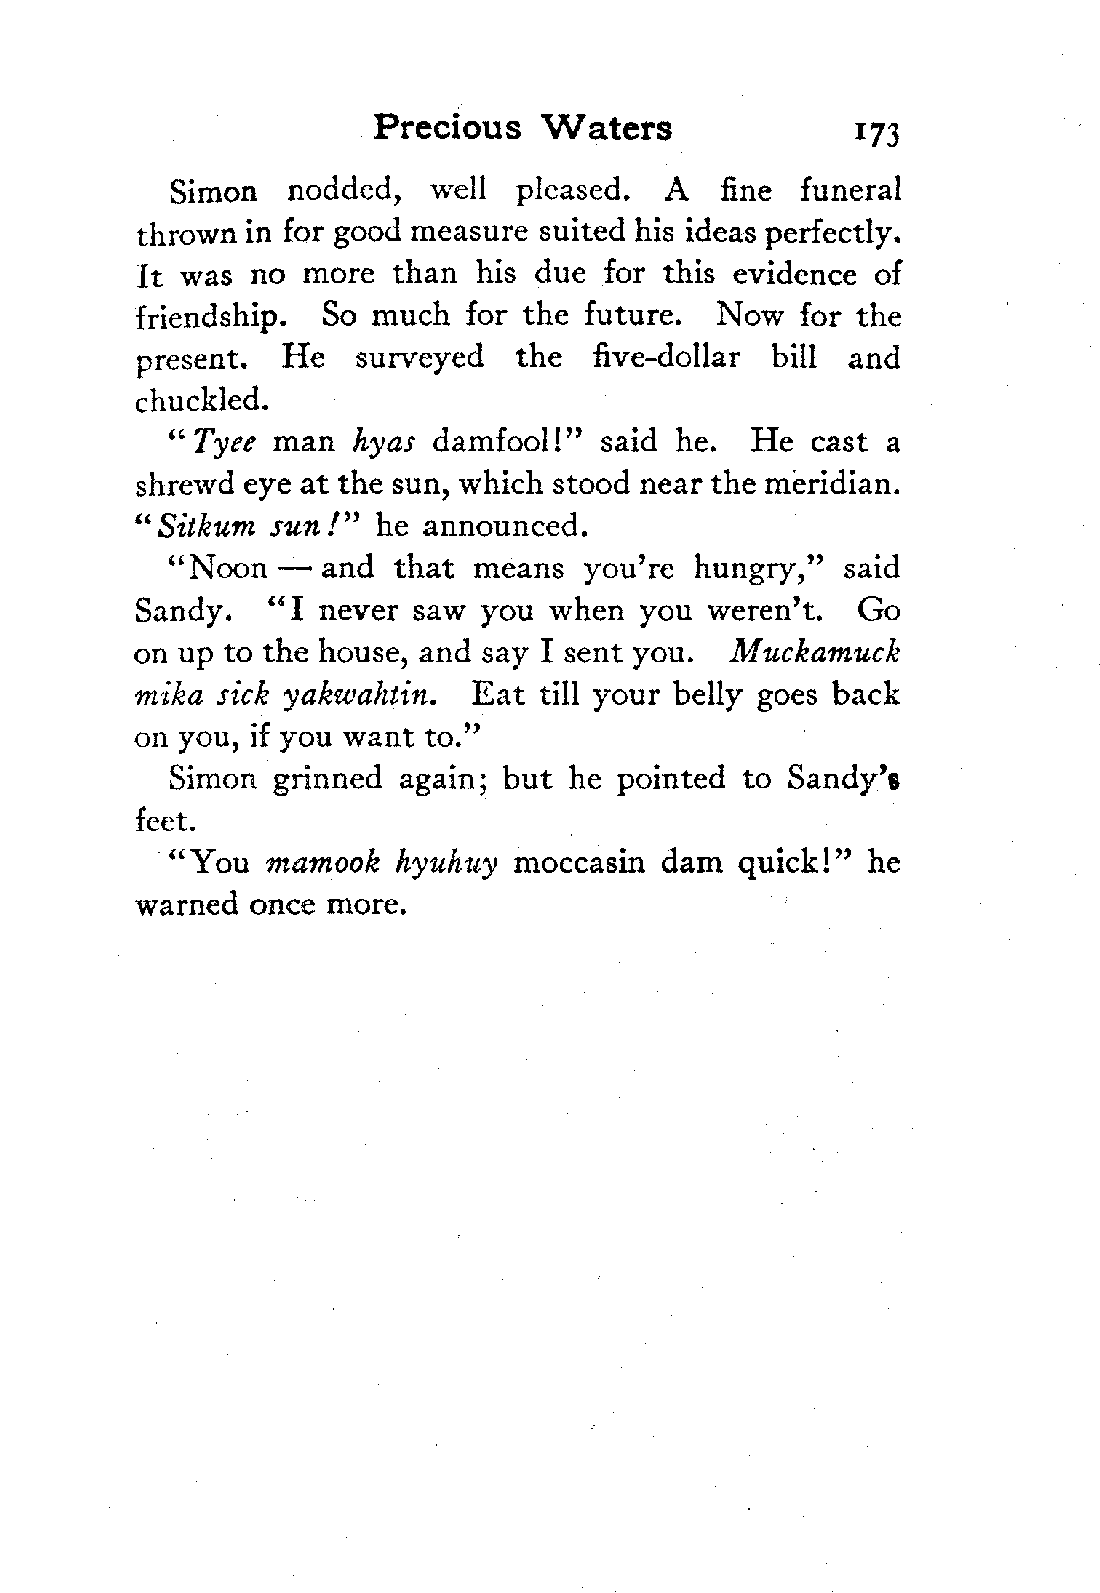 Precious Waters 173
Simon nodded, well pleased. A fine funeral
thrown in for good measure suited his ideas perfectly.
It was no more than his due for this evidence of
friendship. So much for the future. Now for the
present. He surveyed the five-dollar bill and
chuckled.
"Tyee man hyas damfool!" said he. He cast a
shrewd eye at the sun, which stood near the meridian.
"Sitkum sun!" he announced.
"Noon — and that means you're hungry," said
Sandy. "I never saw you when you weren't. Go
on up to the house, and say I sent you. Muckamuck
mika sick yakwahtin. Eat till your belly goes back
on you, if you want to."
Simon grinned again; but he pointed to Sandy's
feet.
"You mamook hyuhuy moccasin dam quick!" he
warned once more.